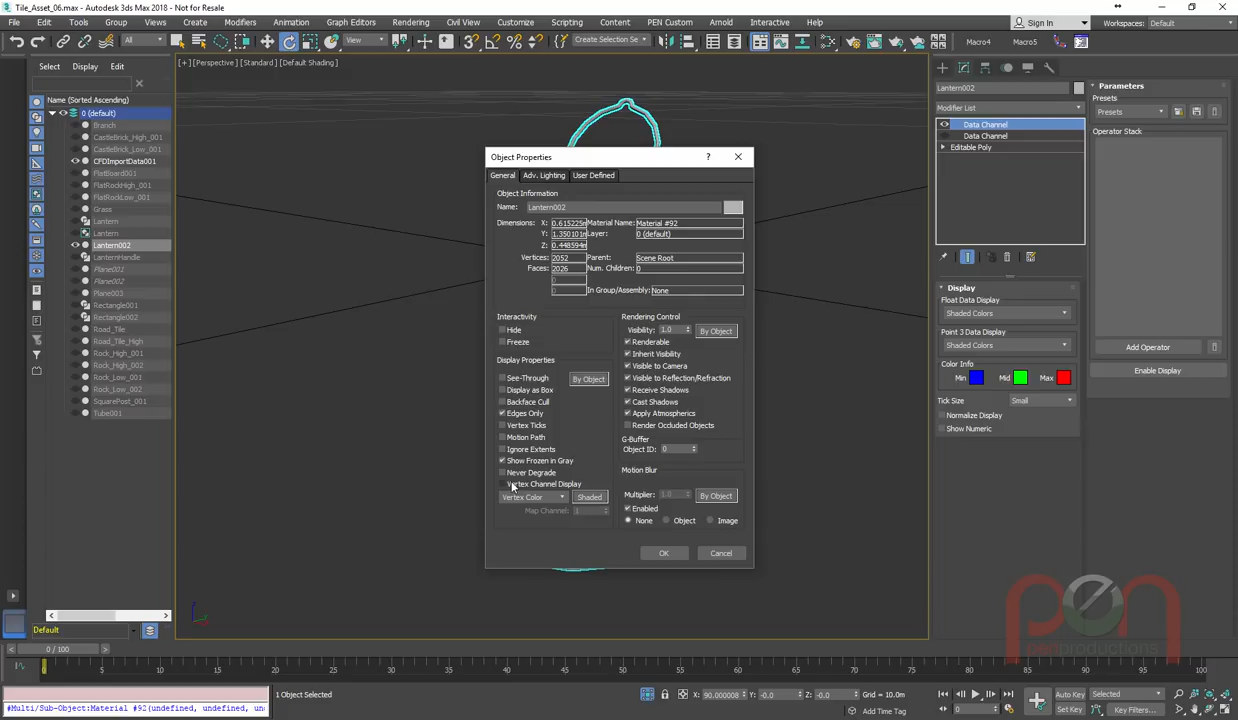 Tile_Asset_06.max - Autodesk 3ds Max 2018 - Not for Resale
File Edit Tools Group Views Create Modifiers Animation Graph Editors Rendering Civil View Customize Scripting Content PEN Custom Arnold Interactive Help Sign In Workspaces: Default
All View Create Selection Se Macro4 Macro5
Select Display Edit
[+] [Perspective] [Standard] [Default Shading]
Name (Sorted Ascending)
0 (default)
Branch
CastleBrick_High_001
CastleBrick_Low_001
CFDImportData001
FlatBoard001
FlatRockHigh_001
FlatRockLow_001
Grass
Lantern
Lantern
Lantern002
LanternHandle
Plane001
Plane002
Plane003
Rectangle001
Rectangle002
Road_Tile
Road_Tile_High
Rock_High_001
Rock_High_002
Rock_Low_001
Rock_Low_002
SquarePost_001
Tube001
Default
Object Properties
General Adv. Lighting User Defined
Object Information
Name: Lantern002
Dimensions: X: 0.615225m Material Name: Material #92
Y: 1.350101m Layer: 0 (default)
Z: 0.448594m
Vertices: 2052 Parent: Scene Root
Faces: 2026 Num. Children: 0
0
0 In Group/Assembly: None
Interactivity
Hide
Freeze
Display Properties
See-Through By Object
Display as Box
Backface Cull
Edges Only
Vertex Ticks
Motion Path
Ignore Extents
Show Frozen in Gray
Never Degrade
Vertex Channel Display
Vertex Color Shaded
Map Channel: 1
Rendering Control
Visibility: 1.0 By Object
Renderable
Inherit Visibility
Visible to Camera
Visible to Reflection/Refraction
Receive Shadows
Cast Shadows
Apply Atmospherics
Render Occluded Objects
G-Buffer
Object ID: 0
Motion Blur
Multiplier: 1.0 By Object
Enabled
None Object Image
OK Cancel
Lantern002
Modifier List
Data Channel
Data Channel
Editable Poly
Display
Float Data Display
Shaded Colors
Point 3 Data Display
Shaded Colors
Color Info
Min Mid Max
Tick Size Small
Normalize Display
Show Numeric
Parameters
Presets
Presets
Operator Stack
Add Operator
Enable Display
pen
penproductions
0 / 100
0 5 10 15 20 25 30 35 40 45 50 55 60 65 70 75 80 85 90 95 100
#Multi/Sub-Object:Material #92(undefined, undefined, un
1 Object Selected
X: 90.000008 Y: -0.0 Z: -0.0 Grid = 10.0m
Add Time Tag
0
Auto Key Selected
Set Key Key Filters...